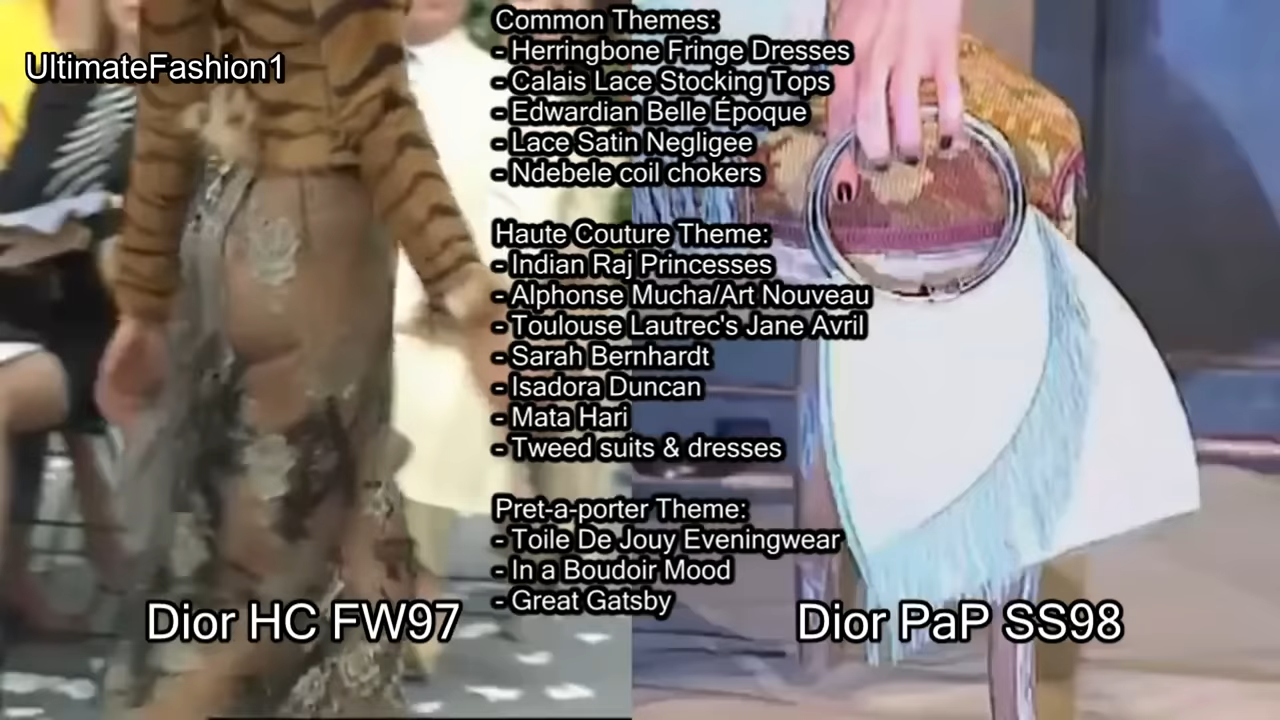 UltimateFashion1
Common Themes:
- Herringbone Fringe Dresses
- Calais Lace Stocking Tops
- Edwardian Belle Époque
- Lace Satin Negligee
- Ndebele coil chokers
Haute Couture Theme:
- Indian Raj Princesses
- Alphonse Mucha/Art Nouveau
- Toulouse Lautrec's Jane Avril
- Sarah Bernhardt
- Isadora Duncan
- Mata Hari
- Tweed suits & dresses
Pret-a-porter Theme:
- Toile De Jouy Eveningwear
- In a Boudoir Mood
- Great Gatsby
Dior HC FW97
Dior PaP SS98